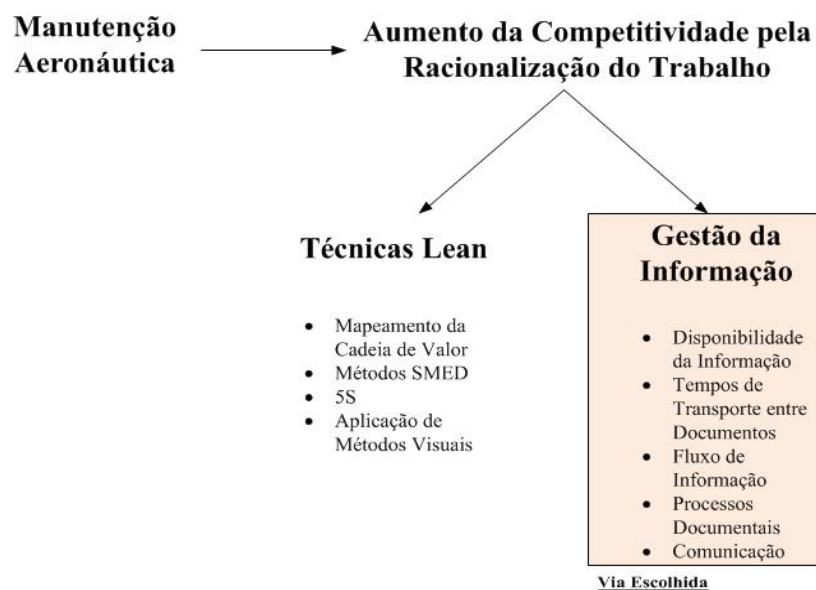 Manutenção
Aeronáutica
Aumento da Competitividade pela
Racionalização do Trabalho
Técnicas Lean
• Mapeamento da
Cadeia de Valor
• Métodos SMED
• 5S
• Aplicação de
Métodos Visuais
Gestão da
Informação
• Disponibilidade
da Informação
• Tempos de
Transporte entre
Documentos
• Fluxo de
Informação
• Processos
Documentais
• Comunicação
Via Escolhida